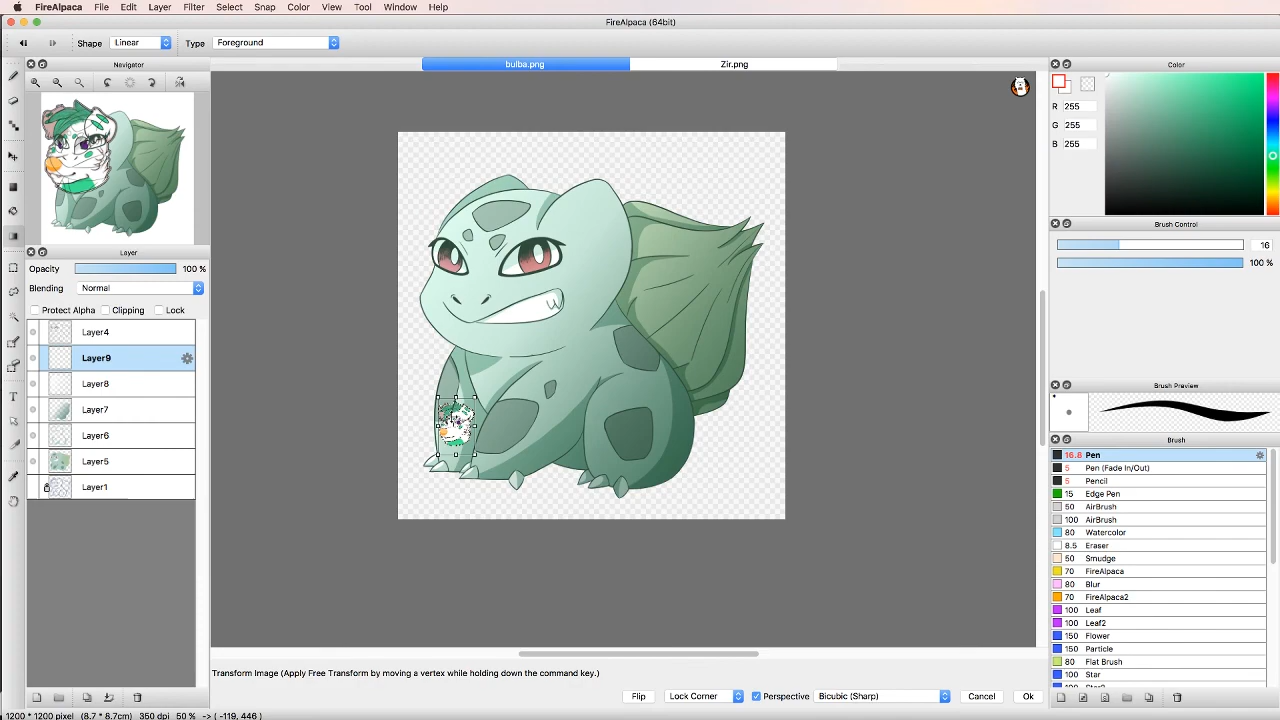 FireAlpaca File Edit Layer Filter Select Snap Color View Tool Window Help
FireAlpaca (64bit)
Shape Linear Type Foreground
Navigator
bulba.png Zir.png
Color
R 255
G 255
B 255
Brush Control
16
100 %
Layer
Opacity 100 %
Blending Normal
Protect Alpha Clipping Lock
Layer4
Layer9
Layer8
Layer7
Layer6
Layer5
Layer1
Brush Preview
Brush
16.8 Pen
5 Pen (Fade In/Out)
5 Pencil
15 Edge Pen
50 AirBrush
100 AirBrush
80 Watercolor
8.5 Eraser
50 Smudge
70 FireAlpaca
80 Blur
70 FireAlpaca2
100 Leaf
100 Leaf2
150 Flower
150 Particle
80 Flat Brush
100 Star
Transform Image (Apply Free Transform by moving a vertex while holding down the command key.)
Flip Lock Corner Perspective Bicubic (Sharp) Cancel Ok
1200 * 1200 pixel (8.7 * 8.7cm) 350 dpi 50 % -> ( -119, 446 )